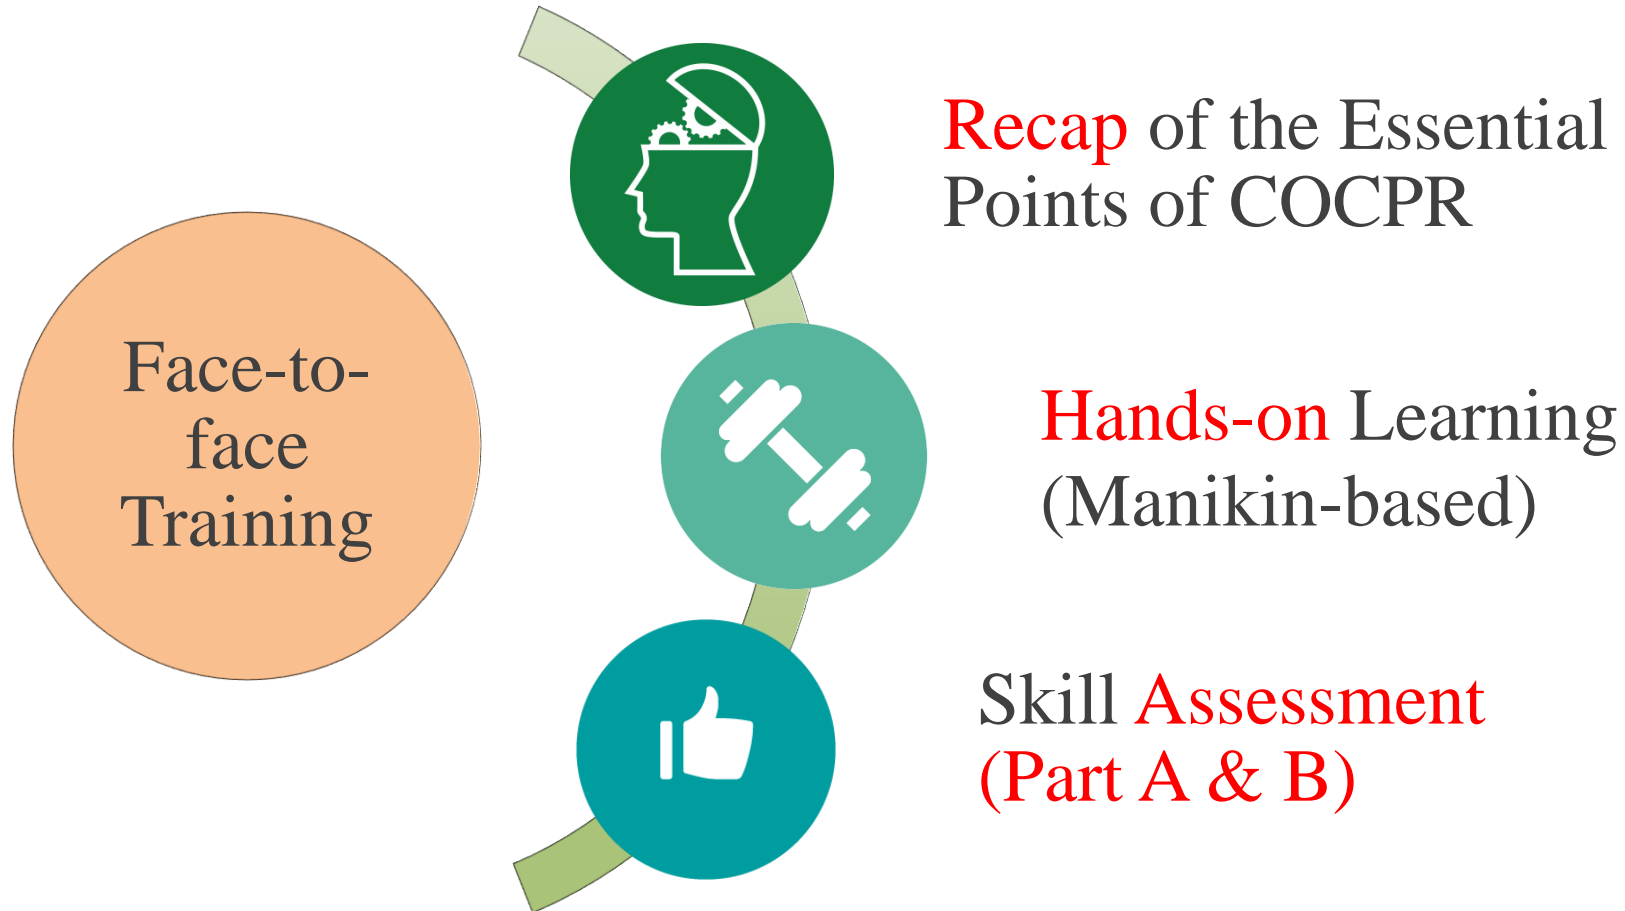 Face-to-
face
Training
Recap of the Essential
Points of COCPR
Hands-on Learning
(Manikin-based)
Skill Assessment
(Part A & B)